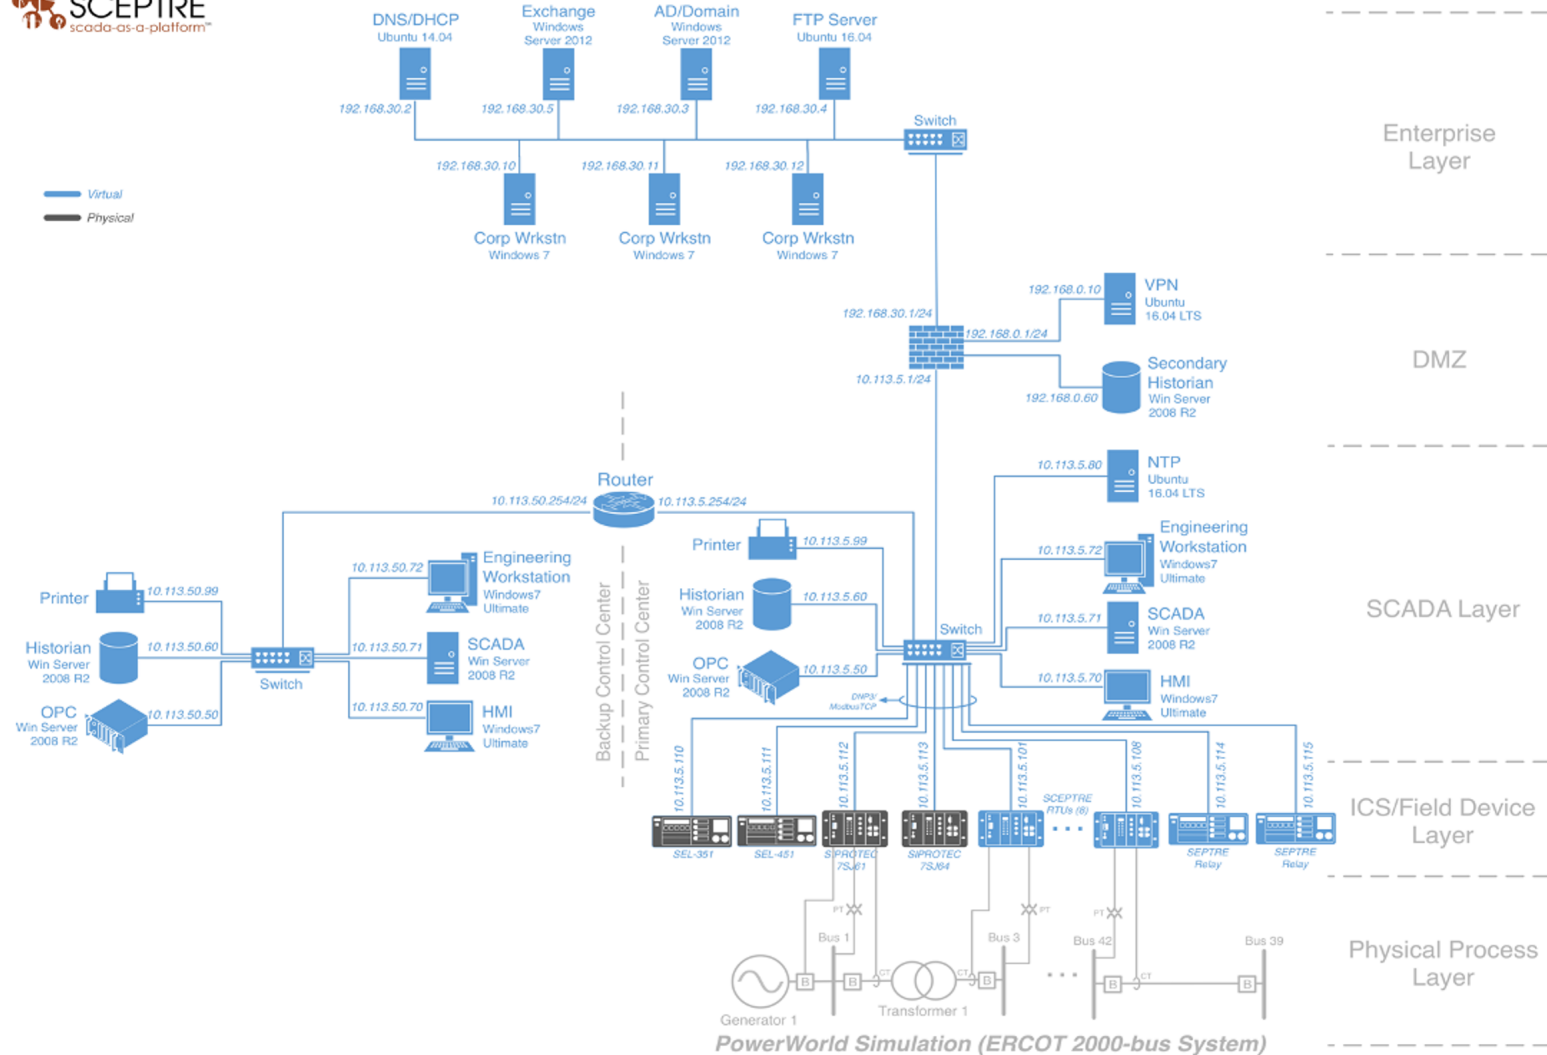 SCEPTRE
scada-as-a-platform℠
DNS/DHCP
Ubuntu 14.04
Exchange
Windows
Server 2012
AD/Domain
Windows
Server 2012
FTP Server
Ubuntu 16.04
192.168.30.2
192.168.30.5
192.168.30.3
192.168.30.4
Switch
192.168.30.10
192.168.30.11
192.168.30.12
Corp Wrkstn
Windows 7
Corp Wrkstn
Windows 7
Corp Wrkstn
Windows 7
Enterprise
Layer
Virtual
Physical
192.168.30.1/24
192.168.0.1/24
10.113.5.1/24
192.168.0.10
VPN
Ubuntu
16.04 LTS
Secondary
Historian
Win Server
2008 R2
192.168.0.60
DMZ
Router
10.113.50.254/24
10.113.5.254/24
10.113.5.80
NTP
Ubuntu
16.04 LTS
Printer
10.113.5.99
10.113.5.72
Engineering
Workstation
Windows7
Ultimate
Historian
Win Server
2008 R2
10.113.5.60
10.113.5.71
SCADA
Win Server
2008 R2
Switch
OPC
Win Server
2008 R2
10.113.5.50
10.113.5.70
HMI
Windows7
Ultimate
SCADA Layer
Printer
10.113.50.99
10.113.50.72
Engineering
Workstation
Windows7
Ultimate
Historian
Win Server
2008 R2
10.113.50.60
10.113.50.71
SCADA
Win Server
2008 R2
Switch
OPC
Win Server
2008 R2
10.113.50.50
10.113.50.70
HMI
Windows7
Ultimate
Backup Control Center
Primary Control Center
DNP3/
ModbusTCP
10.113.5.110
10.113.5.111
10.113.5.112
10.113.5.113
10.113.5.101
10.113.5.108
10.113.5.114
10.113.5.115
SCEPTRE
RTUs (8)
SEL-351
SEL-451
SIPROTEC
7SJ61
SIPROTEC
7SJ64
SEPTRE
Relay
SEPTRE
Relay
ICS/Field Device
Layer
PT
PT
PT
Bus 1
Bus 3
Bus 42
Bus 39
B
B
CT
CT
B
B
CT
B
Generator 1
Transformer 1
Physical Process
Layer
PowerWorld Simulation (ERCOT 2000-bus System)